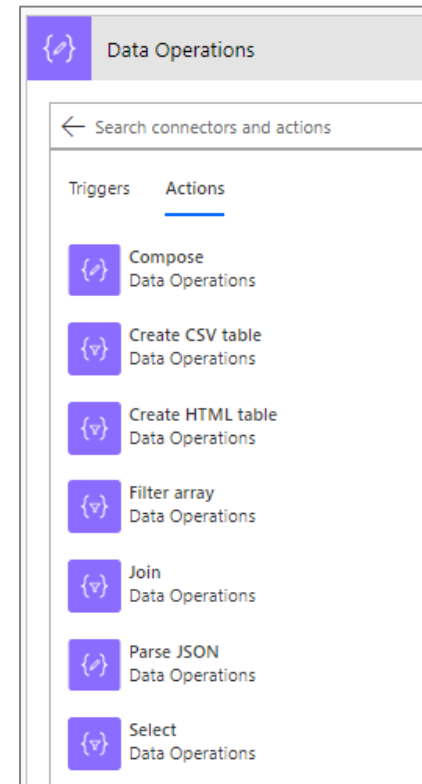 Data Operations
Search connectors and actions
Triggers Actions
Compose
Data Operations
Create CSV table
Data Operations
Create HTML table
Data Operations
Filter array
Data Operations
Join
Data Operations
Parse JSON
Data Operations
Select
Data Operations